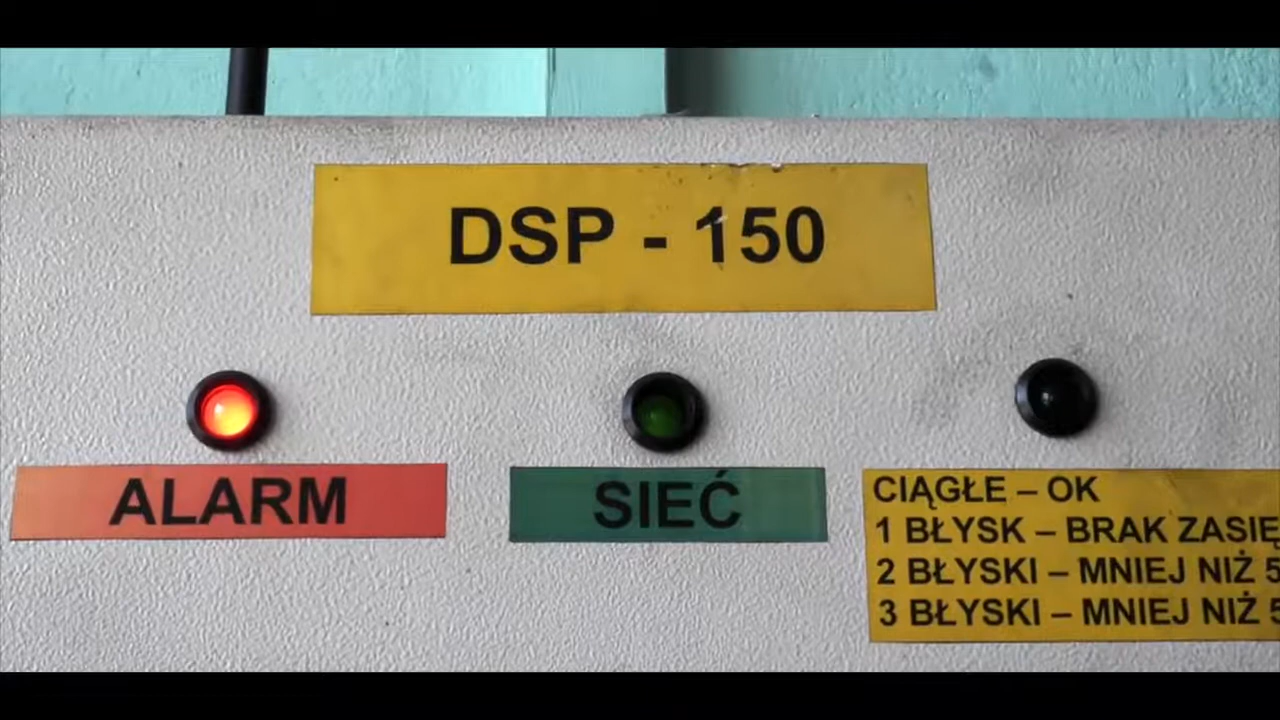 DSP - 150
ALARM
SIEĆ
CIĄGŁE – OK
1 BŁYSK – BRAK
2 BŁYSKI – MNIEJ NIŻ
3 BŁYSKI – MNIEJ NIŻ